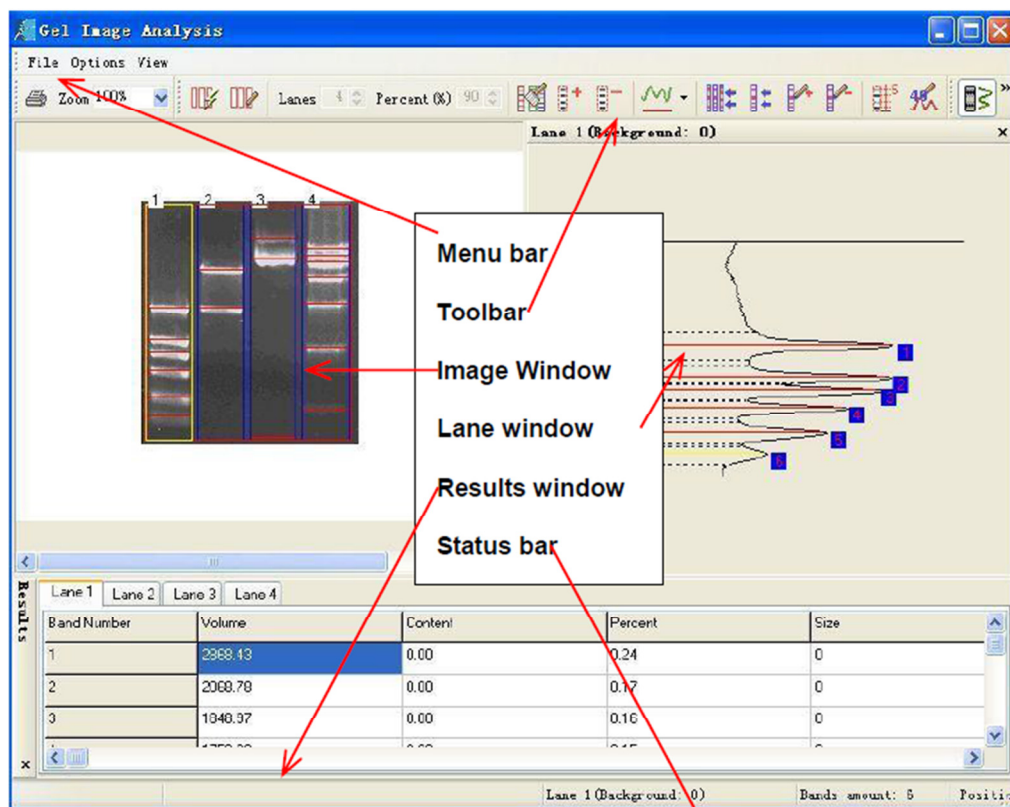 Gel Image Analysis
File Options View
Zoom 100% Lanes 4 Percent(%) 90
Lane 1(Background: 0)
1 2 3 4
Menu bar
Toolbar
Image Window
Lane window
Results window
Status bar
1
2
3
4
5
6
Results
Lane 1 Lane 2 Lane 3 Lane 4
Band Number Volume Content Percent Size
1 2968.43 0.00 0.24 0
2 2068.78 0.00 0.17 0
3 1848.97 0.00 0.16 0
Lane 1(Background: 0) Bands amount: 6 Positic